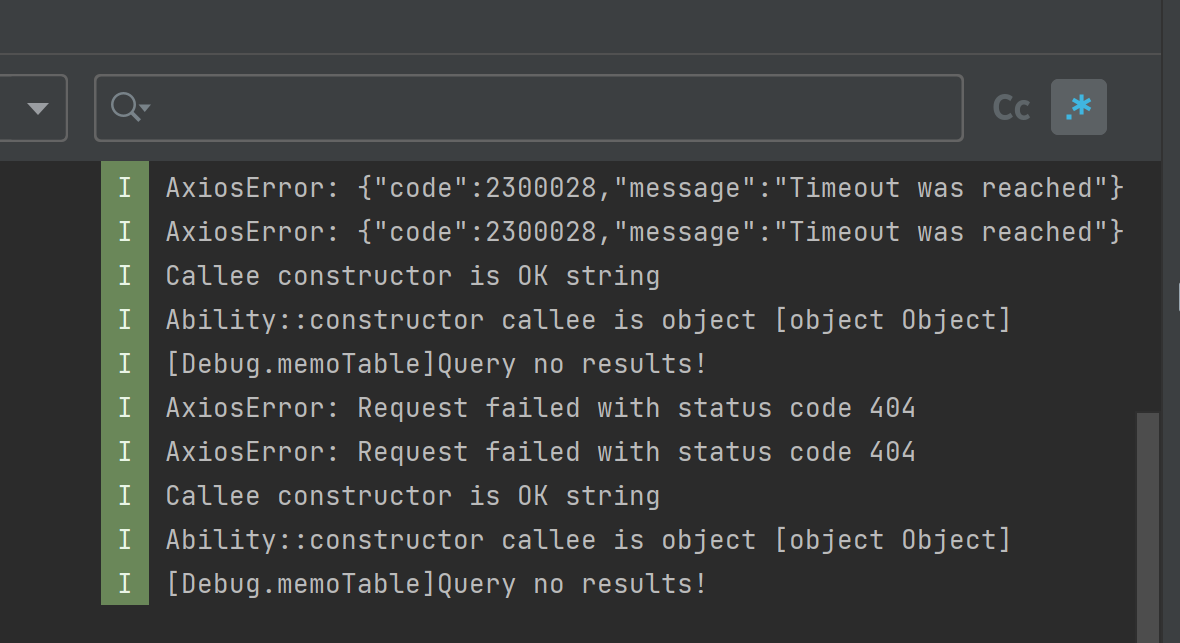 Cc .*
I AxiosError: {"code":2300028,"message":"Timeout was reached"}
I AxiosError: {"code":2300028,"message":"Timeout was reached"}
I Callee constructor is OK string
I Ability::constructor callee is object [object Object]
I [Debug.memoTable]Query no results!
I AxiosError: Request failed with status code 404
I AxiosError: Request failed with status code 404
I Callee constructor is OK string
I Ability::constructor callee is object [object Object]
I [Debug.memoTable]Query no results!